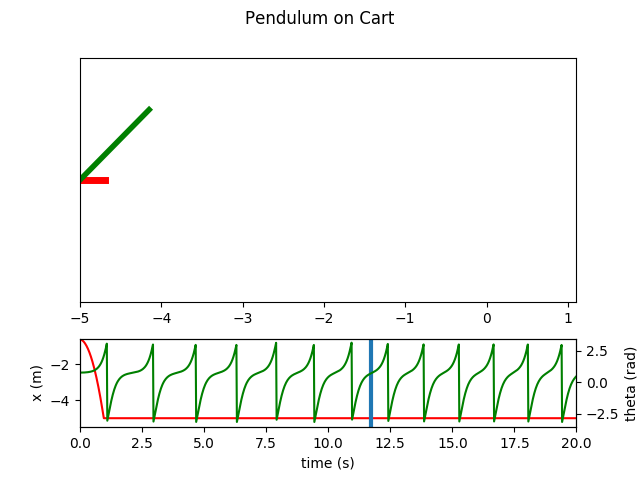 Pendulum on Cart
−5 −4 −3 −2 −1 0 1
−2
−4
x (m)
2.5
0.0
−2.5
theta (rad)
0.0 2.5 5.0 7.5 10.0 12.5 15.0 17.5 20.0
time (s)